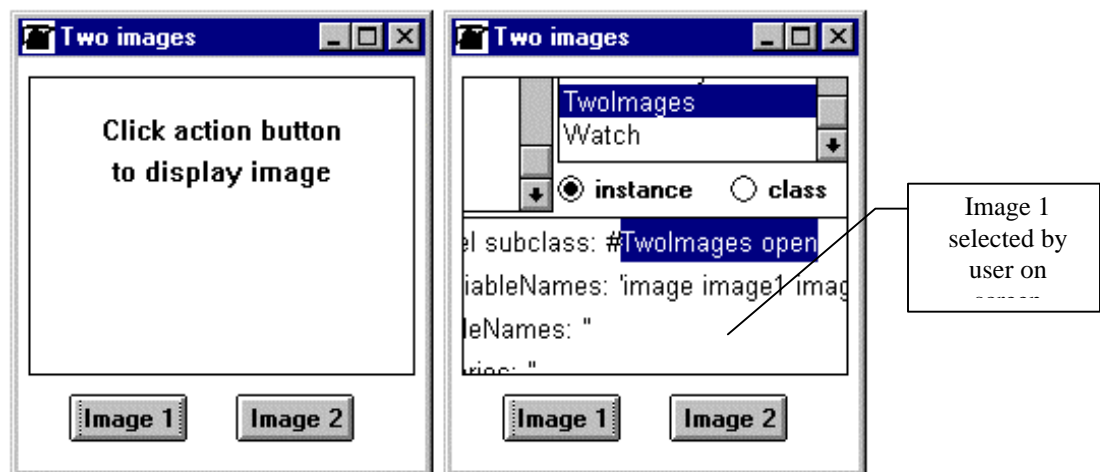 Two images
Click action button
to display image
Image 1
Image 2
Two images
TwoImages
Watch
instance
class
el subclass: #TwoImages open
iableNames: 'image image1 imag
leNames: ''
ories: ''
Image 1
Image 2
Image 1
selected by
user on